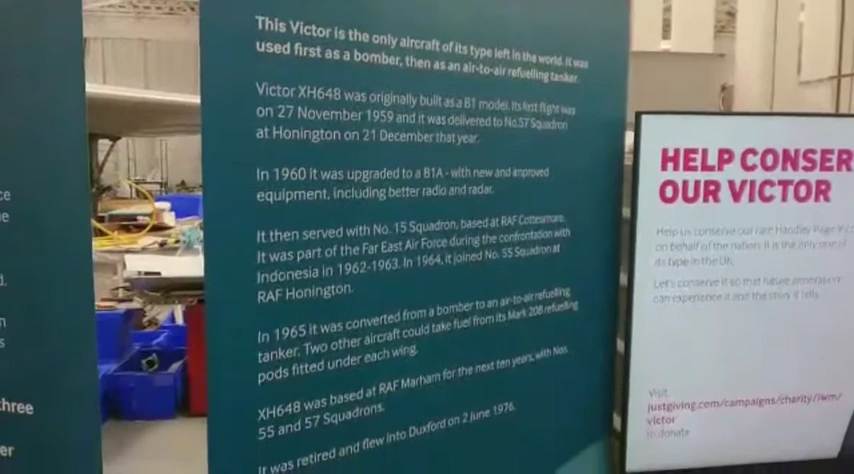 This Victor is the only aircraft of its type left in the world. It was
used first as a bomber, then as an air-to-air refuelling tanker.
Victor XH648 was originally built as a B1 model. Its first flight was
on 27 November 1959 and it was delivered to No.57 Squadron
at Honington on 21 December that year.
In 1960 it was upgraded to a B1A - with new and improved
equipment, including better radio and radar.
It then served with No. 15 Squadron, based at RAF Cottesmore.
It was part of the Far East Air Force during the confrontation with
Indonesia in 1962-1963. In 1964, it joined No. 55 Squadron at
RAF Honington.
In 1965 it was converted from a bomber to an air-to-air refuelling
tanker. Two other aircraft could take fuel from its Mark 20B refuelling
pods fitted under each wing.
XH648 was based at RAF Marham for the next ten years, with Nos
55 and 57 Squadrons.
It was retired and flew into Duxford on 2 June 1976.
HELP CONSER
OUR VICTOR
Help us conserve our rare Handley Page
on behalf of the nation. It is the only one of
its type in the UK.
Let's conserve it so that future generations
can experience it and the story it tells.
Visit
justgiving.com/campaigns/charity/iwm/
victor
to donate